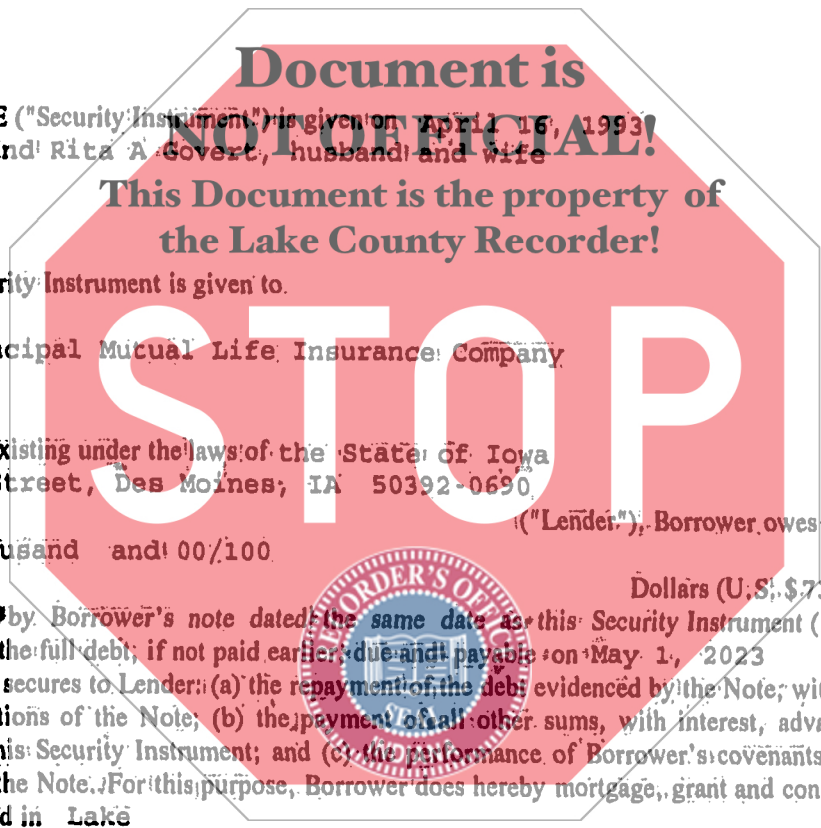 Document is
E ("Security Instrument") is given on April 16, 1993
NOT OFFICIAL!
nd Rita A Govert, husband and wife
This Document is the property of
the Lake County Recorder!
rity Instrument is given to
STOP
cipal Mutual Life Insurance Company
xisting under the laws of the State of Iowa
treet, Des Moines, IA 50392-0690
("Lender"). Borrower owes
usand and 00/100
Dollars (U.S. $ 7
RECORDER'S OFFICE
by Borrower's note dated the same date as this Security Instrument (
the full debt, if not paid earlier, due and payable on May 1, 2023
secures to Lender: (a) the repayment of the debt evidenced by the Note, wit
SEAL
tions of the Note; (b) the payment of all other sums, with interest, adva
his Security Instrument; and (c) the performance of Borrower's covenants
the Note. For this purpose, Borrower does hereby mortgage, grant and con
d in Lake